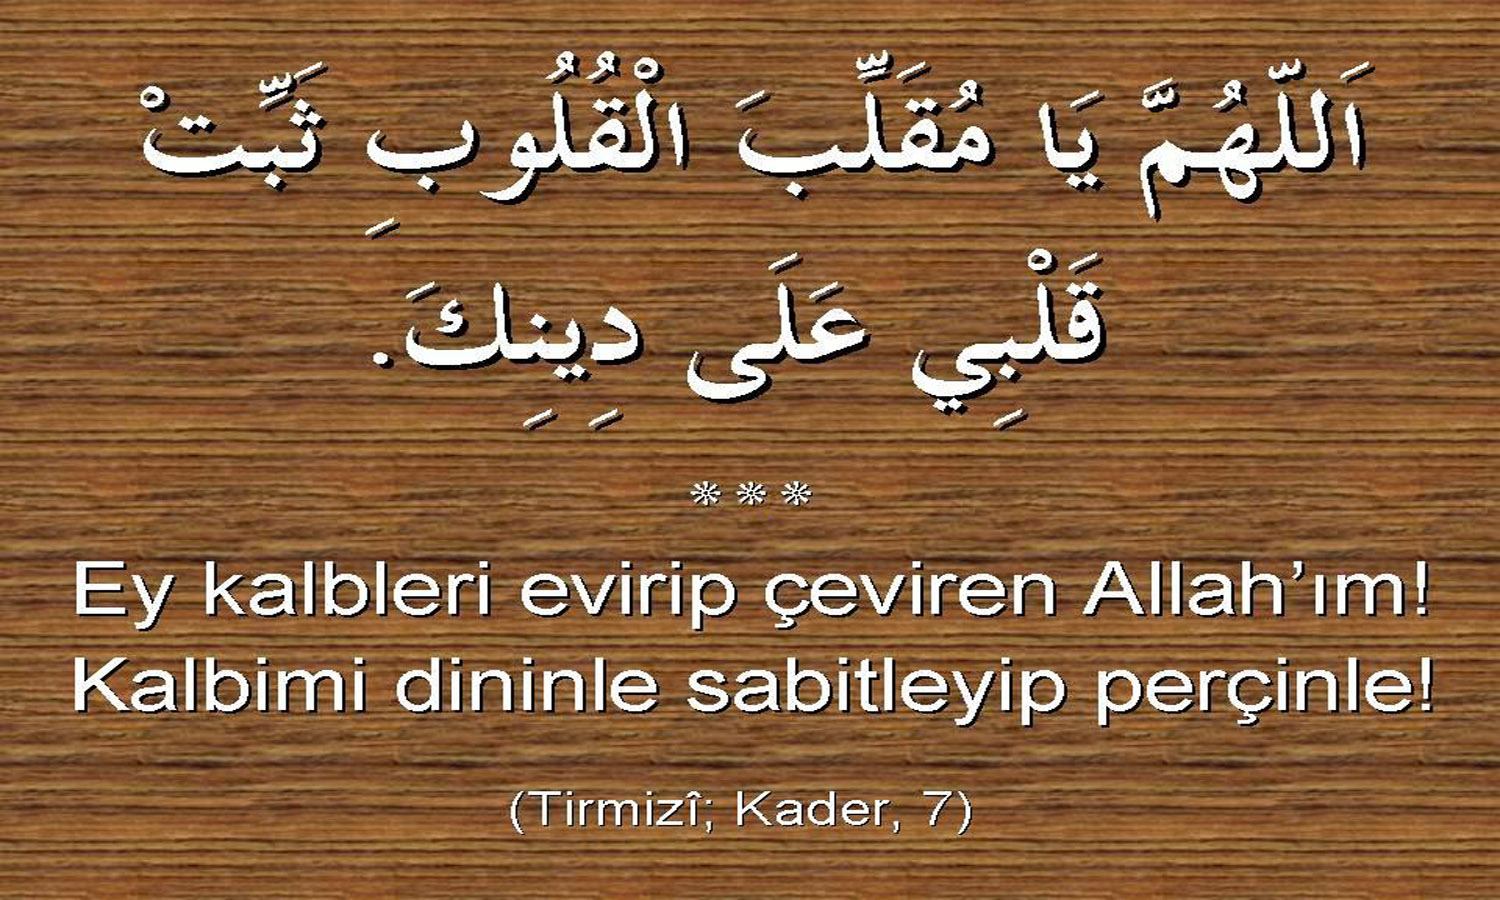 اَللّهُمَّ يَا مُقَلِّبَ الْقُلُوبِ ثَبِّتْ
قَلْبِي عَلَى دِينِكَ.
❊ ❊ ❊
Ey kalbleri evirip çeviren Allah’ım!
Kalbimi dininle sabitleyip perçinle!
(Tirmizî; Kader, 7)